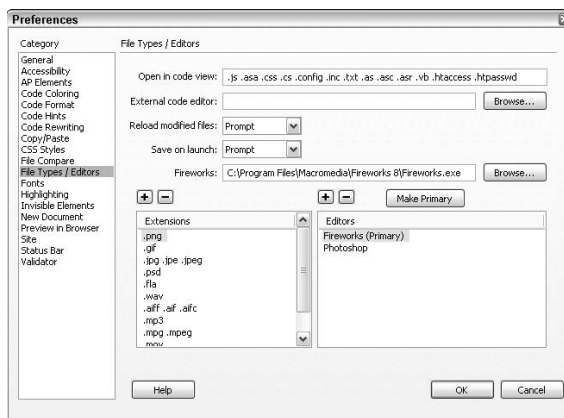 Preferences
Category
General
Accessibility
AP Elements
Code Coloring
Code Format
Code Hints
Code Rewriting
Copy/Paste
CSS Styles
File Compare
File Types / Editors
Fonts
Highlighting
Invisible Elements
New Document
Preview in Browser
Site
Status Bar
Validator
File Types / Editors
Open in code view: .js .asa .css .cs .config .inc .txt .as .asc .asr .vb .htaccess .htpasswd
External code editor: Browse...
Reload modified files: Prompt
Save on launch: Prompt
Fireworks: C:\Program Files\Macromedia\Fireworks 8\Fireworks.exe Browse...
Make Primary
Extensions
.png
.gif
.jpg .jpe .jpeg
.psd
.fla
.wav
.aiff .aif .aifc
.mp3
.mpg .mpeg
.mov
Editors
Fireworks (Primary)
Photoshop
Help
OK
Cancel